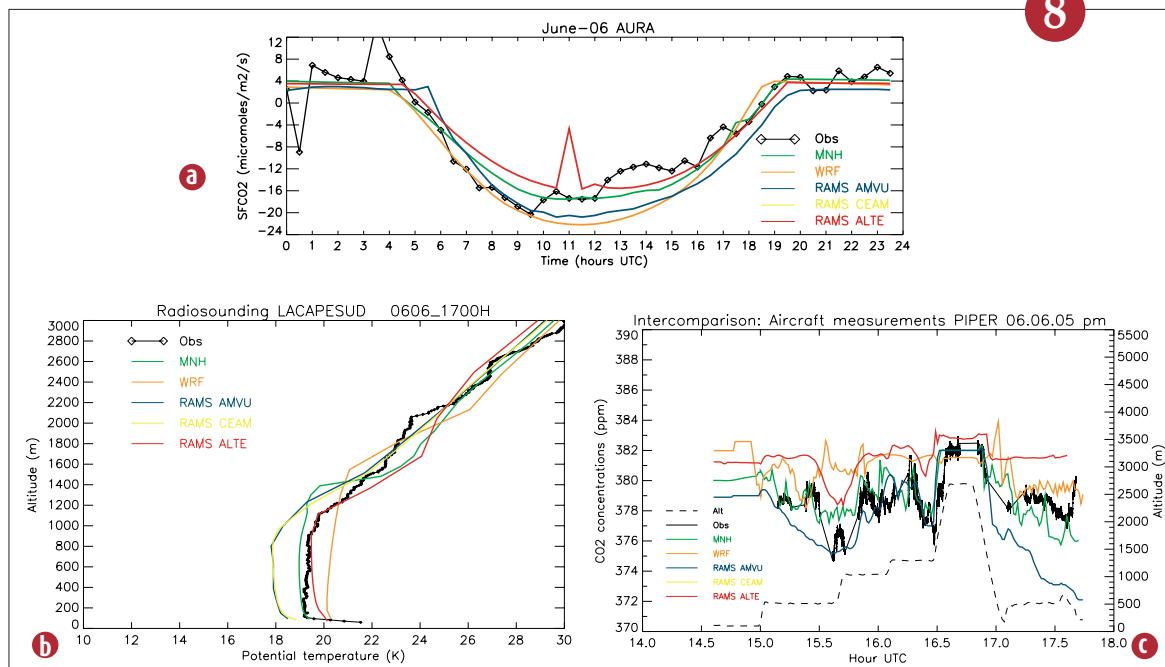 8
June-06 AURA
SFCO2 (micromoles/m2/s)
12
8
4
0
-4
-8
-12
-16
-20
-24
0 1 2 3 4 5 6 7 8 9 10 11 12 13 14 15 16 17 18 19 20 21 22 23 24
Time (hours UTC)
Obs
MNH
WRF
RAMS AMVU
RAMS CEAM
RAMS ALTE
a
Radiosounding LACAPESUD 0606_1700H
Altitude (m)
3000
2800
2600
2400
2200
2000
1800
1600
1400
1200
1000
800
600
400
200
0
10 12 14 16 18 20 22 24 26 28 30
Potential temperature (K)
Obs
MNH
WRF
RAMS AMVU
RAMS CEAM
RAMS ALTE
b
Intercomparison: Aircraft measurements PIPER 06.06.05 pm
CO2 concentrations (ppm)
390
388
386
384
382
380
378
376
374
372
370
14.0 14.5 15.0 15.5 16.0 16.5 17.0 17.5 18.0
Hour UTC
5500
5000
4500
4000
3500
3000
2500
2000
1500
1000
500
0
Altitude (m)
Alt
Obs
MNH
WRF
RAMS AMVU
RAMS CEAM
RAMS ALTE
c